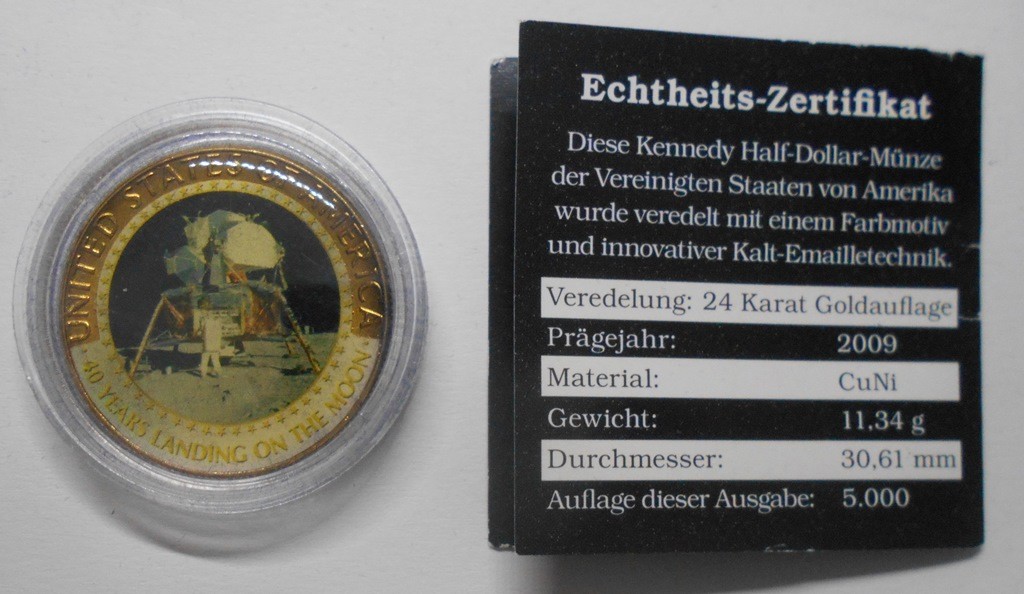 UNITED STATES OF AMERICA
40 YEARS LANDING ON THE MOON
Echtheits-Zertifikat
Diese Kennedy Half-Dollar-Münze
der Vereinigten Staaten von Amerika
wurde veredelt mit einem Farbmotiv
und innovativer Kalt-Emailletechnik.
Veredelung: 24 Karat Goldauflage
Prägejahr: 2009
Material: CuNi
Gewicht: 11,34 g
Durchmesser: 30,61 mm
Auflage dieser Ausgabe: 5.000